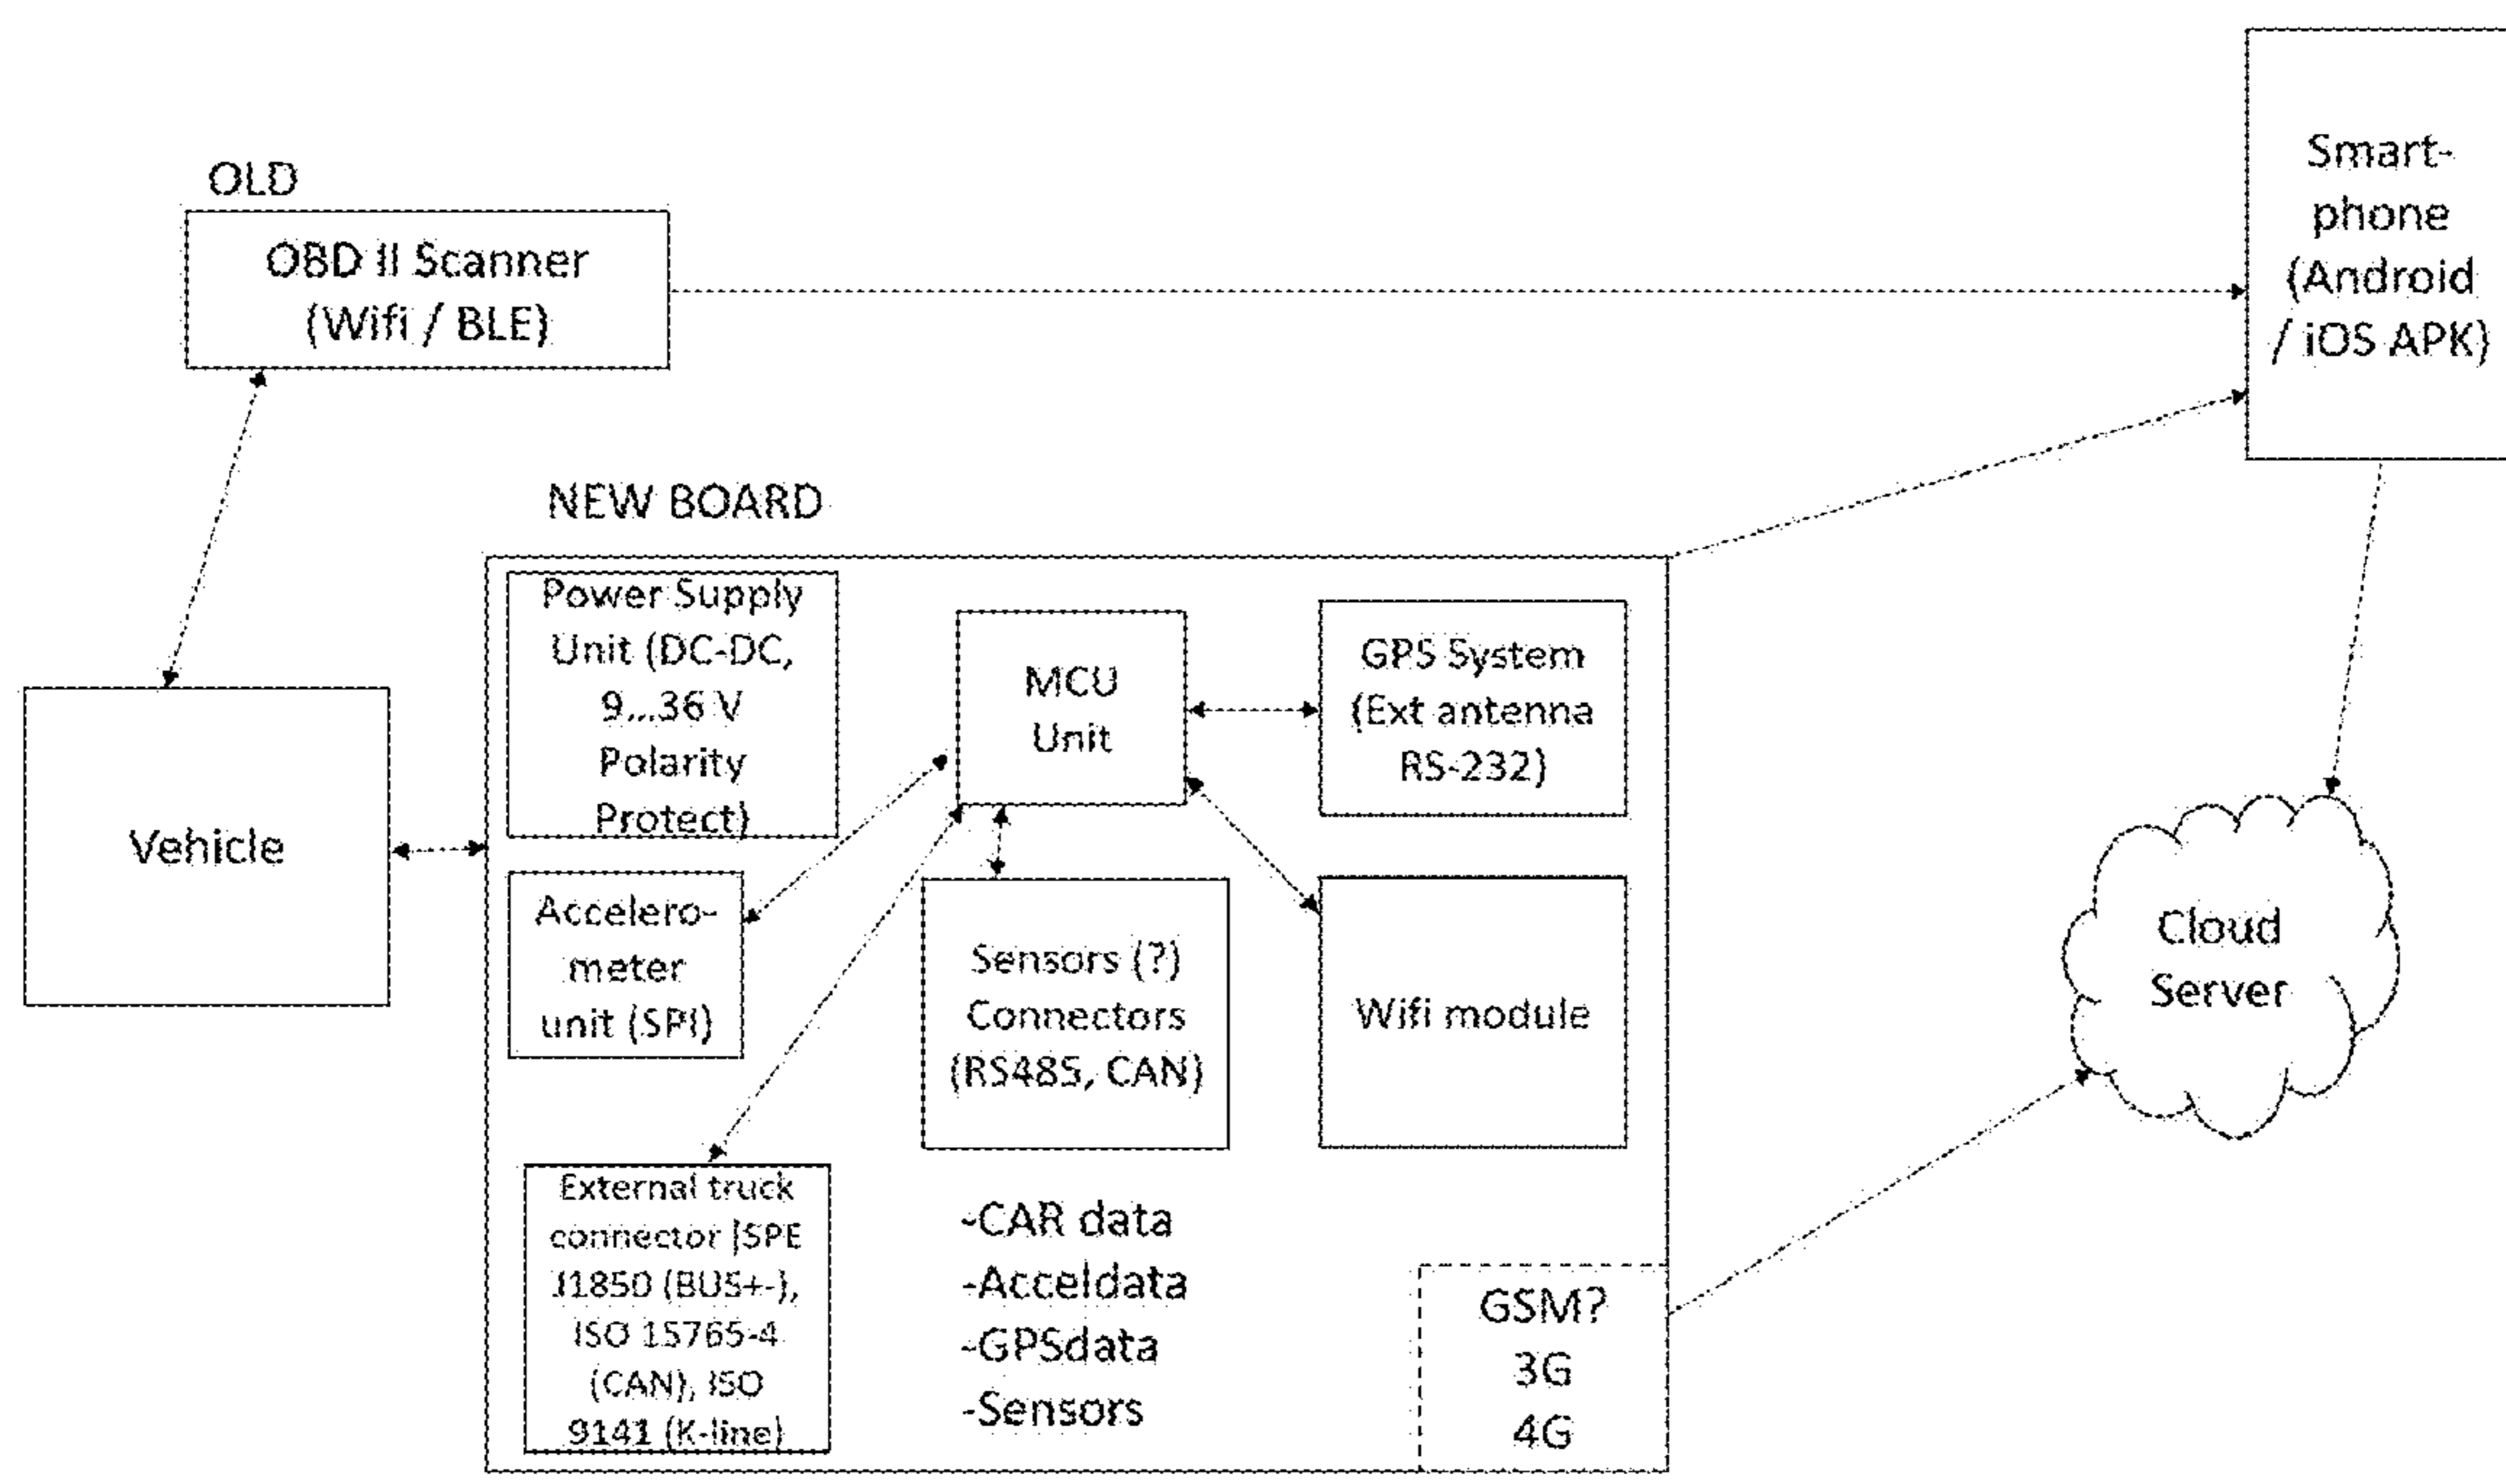 OLD
OBD II Scanner
(Wifi / BLE)
Smart-
phone
(Android
/ iOS APK)
NEW BOARD
Vehicle
Power Supply
Unit (DC-DC,
9...36 V
Polarity
Protect)
MCU
Unit
GPS System
(Ext antenna
RS-232)
Accelero-
meter
unit (SPI)
Sensors (?)
Connectors
(RS485, CAN)
Wifi module
Cloud
Server
External truck
connector |SPE
J1850 (BUS+-),
ISO 15765-4
(CAN), ISO
9141 (K-line)
-CAR data
-Acceldata
-GPSdata
-Sensors
GSM?
3G
4G